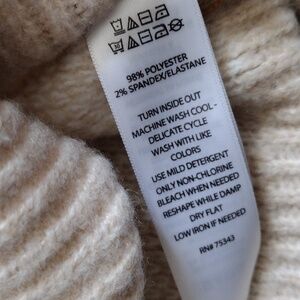 98% POLYESTER
2% SPANDEX/ELASTANE
TURN INSIDE OUT
MACHINE WASH COOL -
DELICATE CYCLE
WASH WITH LIKE
COLORS
USE MILD DETERGENT
ONLY NON-CHLORINE
BLEACH WHEN NEEDED
RESHAPE WHILE DAMP
DRY FLAT
LOW IRON IF NEEDED
RN# 75343